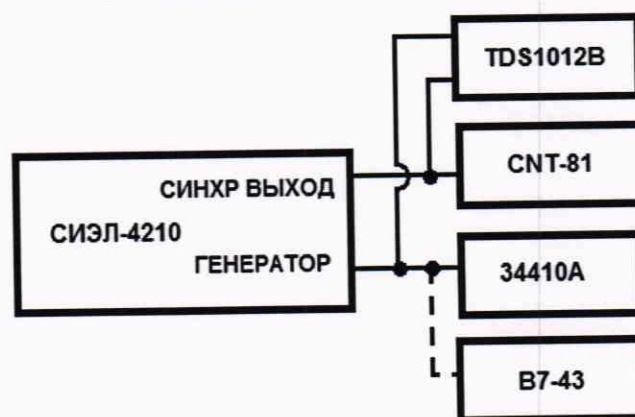 TDS1012B
CNT-81
СИНХР ВЫХОД
СИЭЛ-4210
ГЕНЕРАТОР
34410A
В7-43